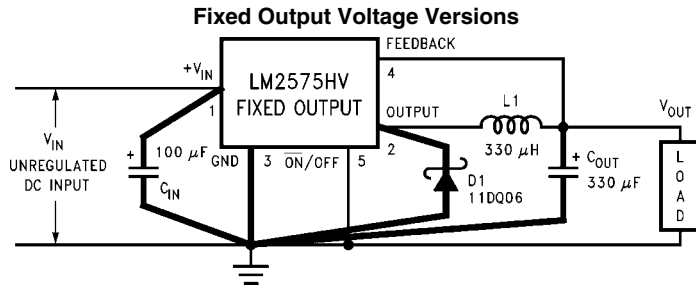 Fixed Output Voltage Versions
FEEDBACK
+VIN
LM2575HV
FIXED OUTPUT
4
1
OUTPUT
L1
VOUT
VIN
UNREGULATED
DC INPUT
+
100 μF
CIN
GND
3
ON/OFF
5
2
330 μH
+
COUT
330 μF
D1
11DQ06
LOAD